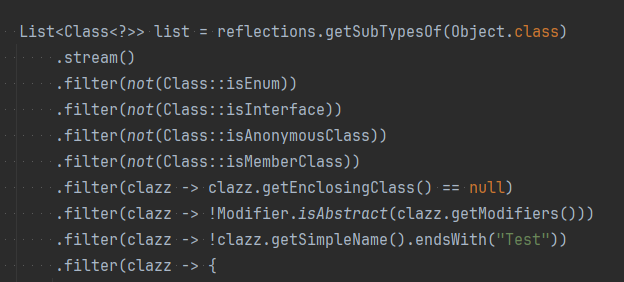 List<Class<?>> list = reflections.getSubTypesOf(Object.class)
.stream()
.filter(not(Class::isEnum))
.filter(not(Class::isInterface))
.filter(not(Class::isAnonymousClass))
.filter(not(Class::isMemberClass))
.filter(clazz -> clazz.getEnclosingClass() == null)
.filter(clazz -> !Modifier.isAbstract(clazz.getModifiers()))
.filter(clazz -> !clazz.getSimpleName().endsWith("Test"))
.filter(clazz -> {